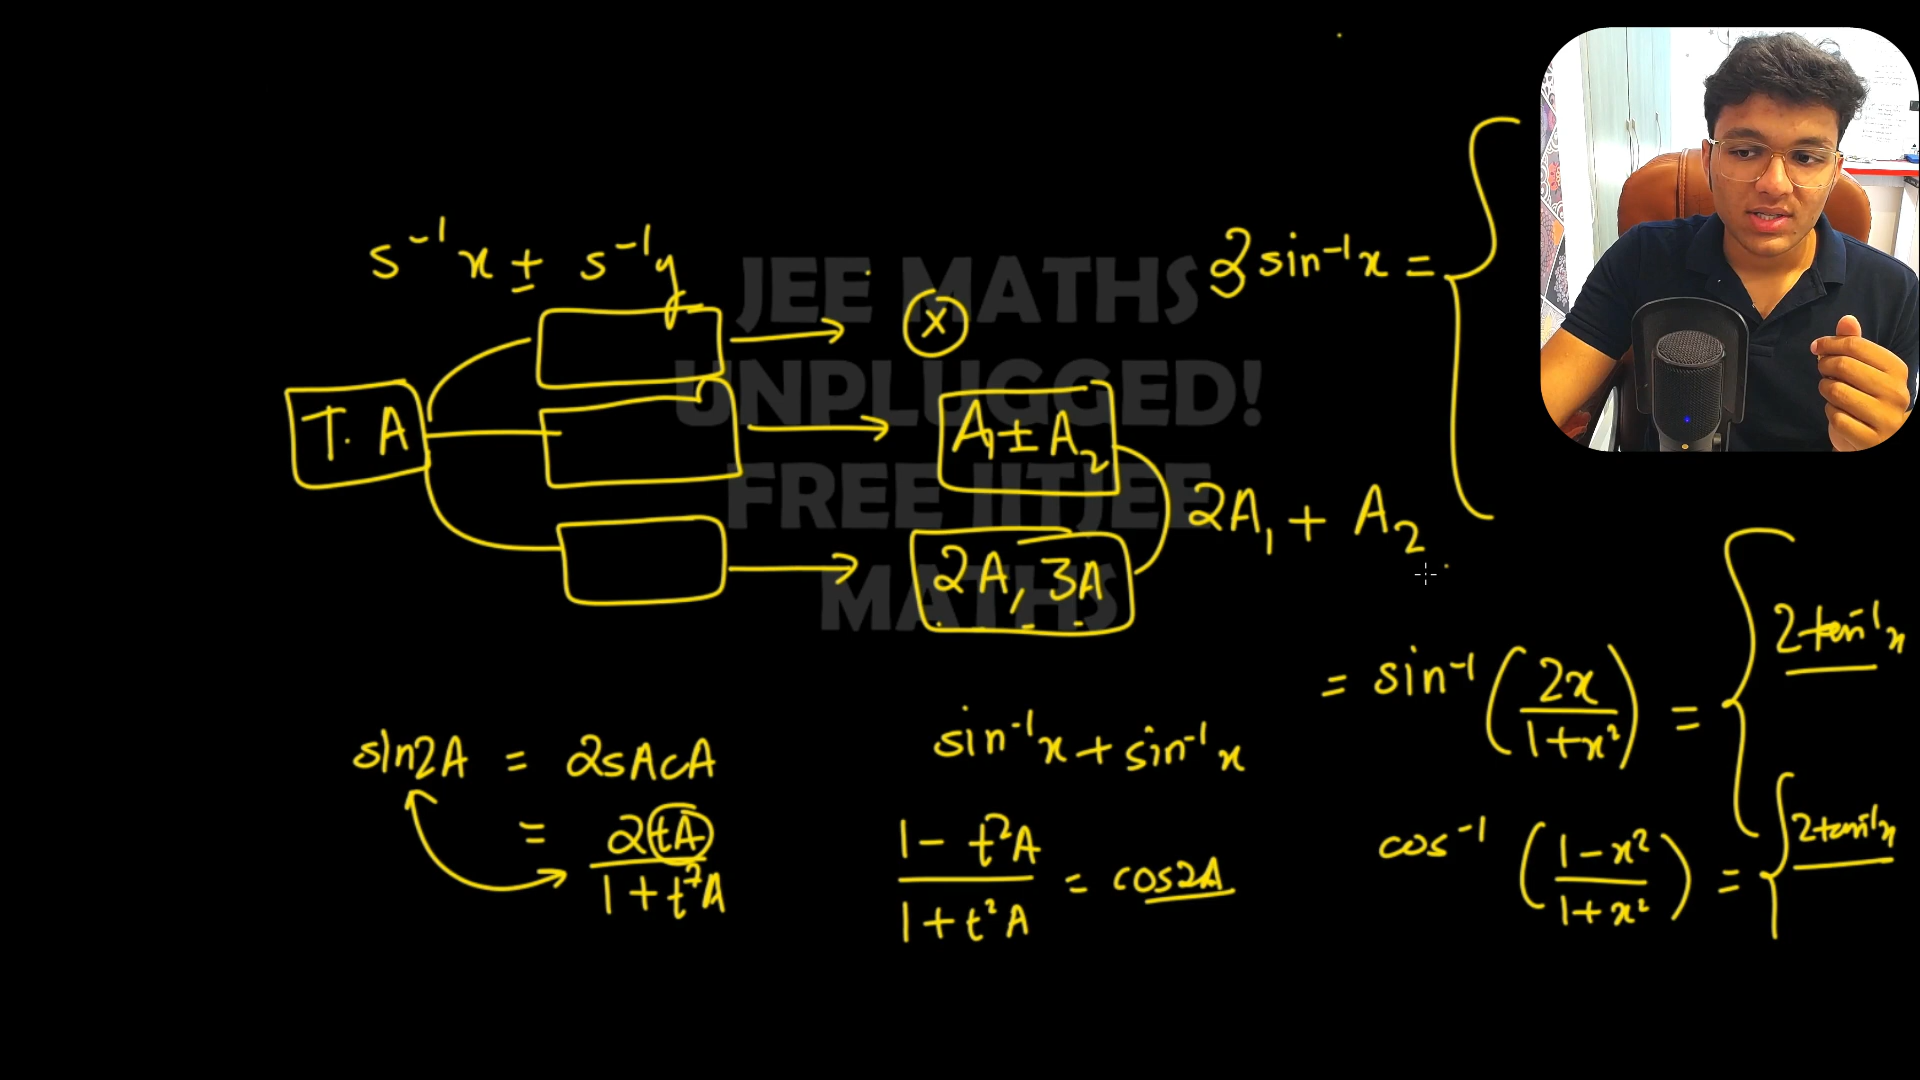 s⁻¹x ± s⁻¹y
T. A
x
A₁ ± A₂
2A, 3A
2A₁ + A₂
sin⁻¹x =
sin2A = 2sAcA
= 2tA / 1+t²A
sin⁻¹x + sin⁻¹x
1 - t²A / 1 + t²A = cos2A
= sin⁻¹ (2x / 1+x²) = { 2tan⁻¹x
cos⁻¹ (1-x² / 1+x²) = { 2tan⁻¹x
JEE MATHS
UNPLUGGED!
FREE IITJEE
MATHS